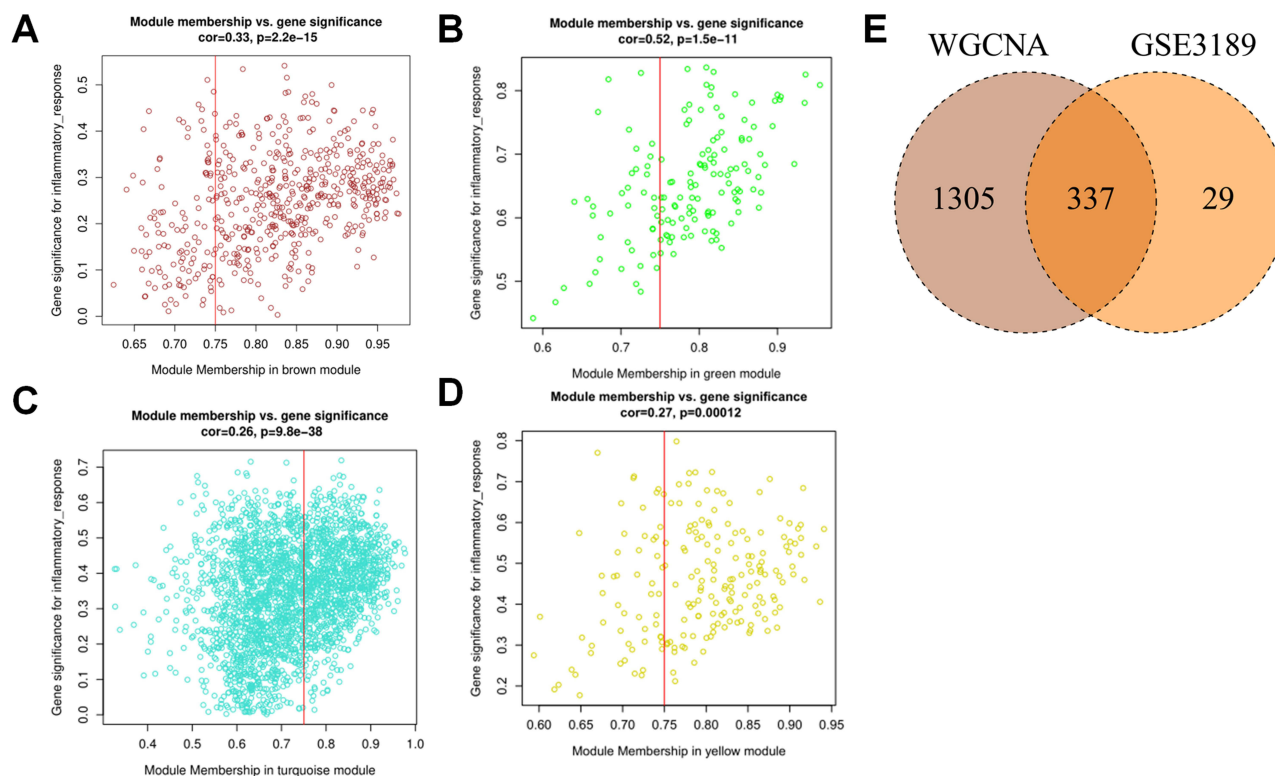 A
Module membership vs. gene significance
cor=0.33, p=2.2e−15
Gene significance for inflammatory_response
0.0
0.1
0.2
0.3
0.4
0.5
0.65 0.70 0.75 0.80 0.85 0.90 0.95
Module Membership in brown module
B
Module membership vs. gene significance
cor=0.52, p=1.5e−11
Gene significance for inflammatory_response
0.5
0.6
0.7
0.8
0.6 0.7 0.8 0.9
Module Membership in green module
E
WGCNA GSE3189
1305 337 29
C
Module membership vs. gene significance
cor=0.26, p=9.8e−38
Gene significance for inflammatory_response
0.0
0.1
0.2
0.3
0.4
0.5
0.6
0.7
0.4 0.5 0.6 0.7 0.8 0.9 1.0
Module Membership in turquoise module
D
Module membership vs. gene significance
cor=0.27, p=0.00012
Gene significance for inflammatory_response
0.2
0.3
0.4
0.5
0.6
0.7
0.8
0.60 0.65 0.70 0.75 0.80 0.85 0.90 0.95
Module Membership in yellow module